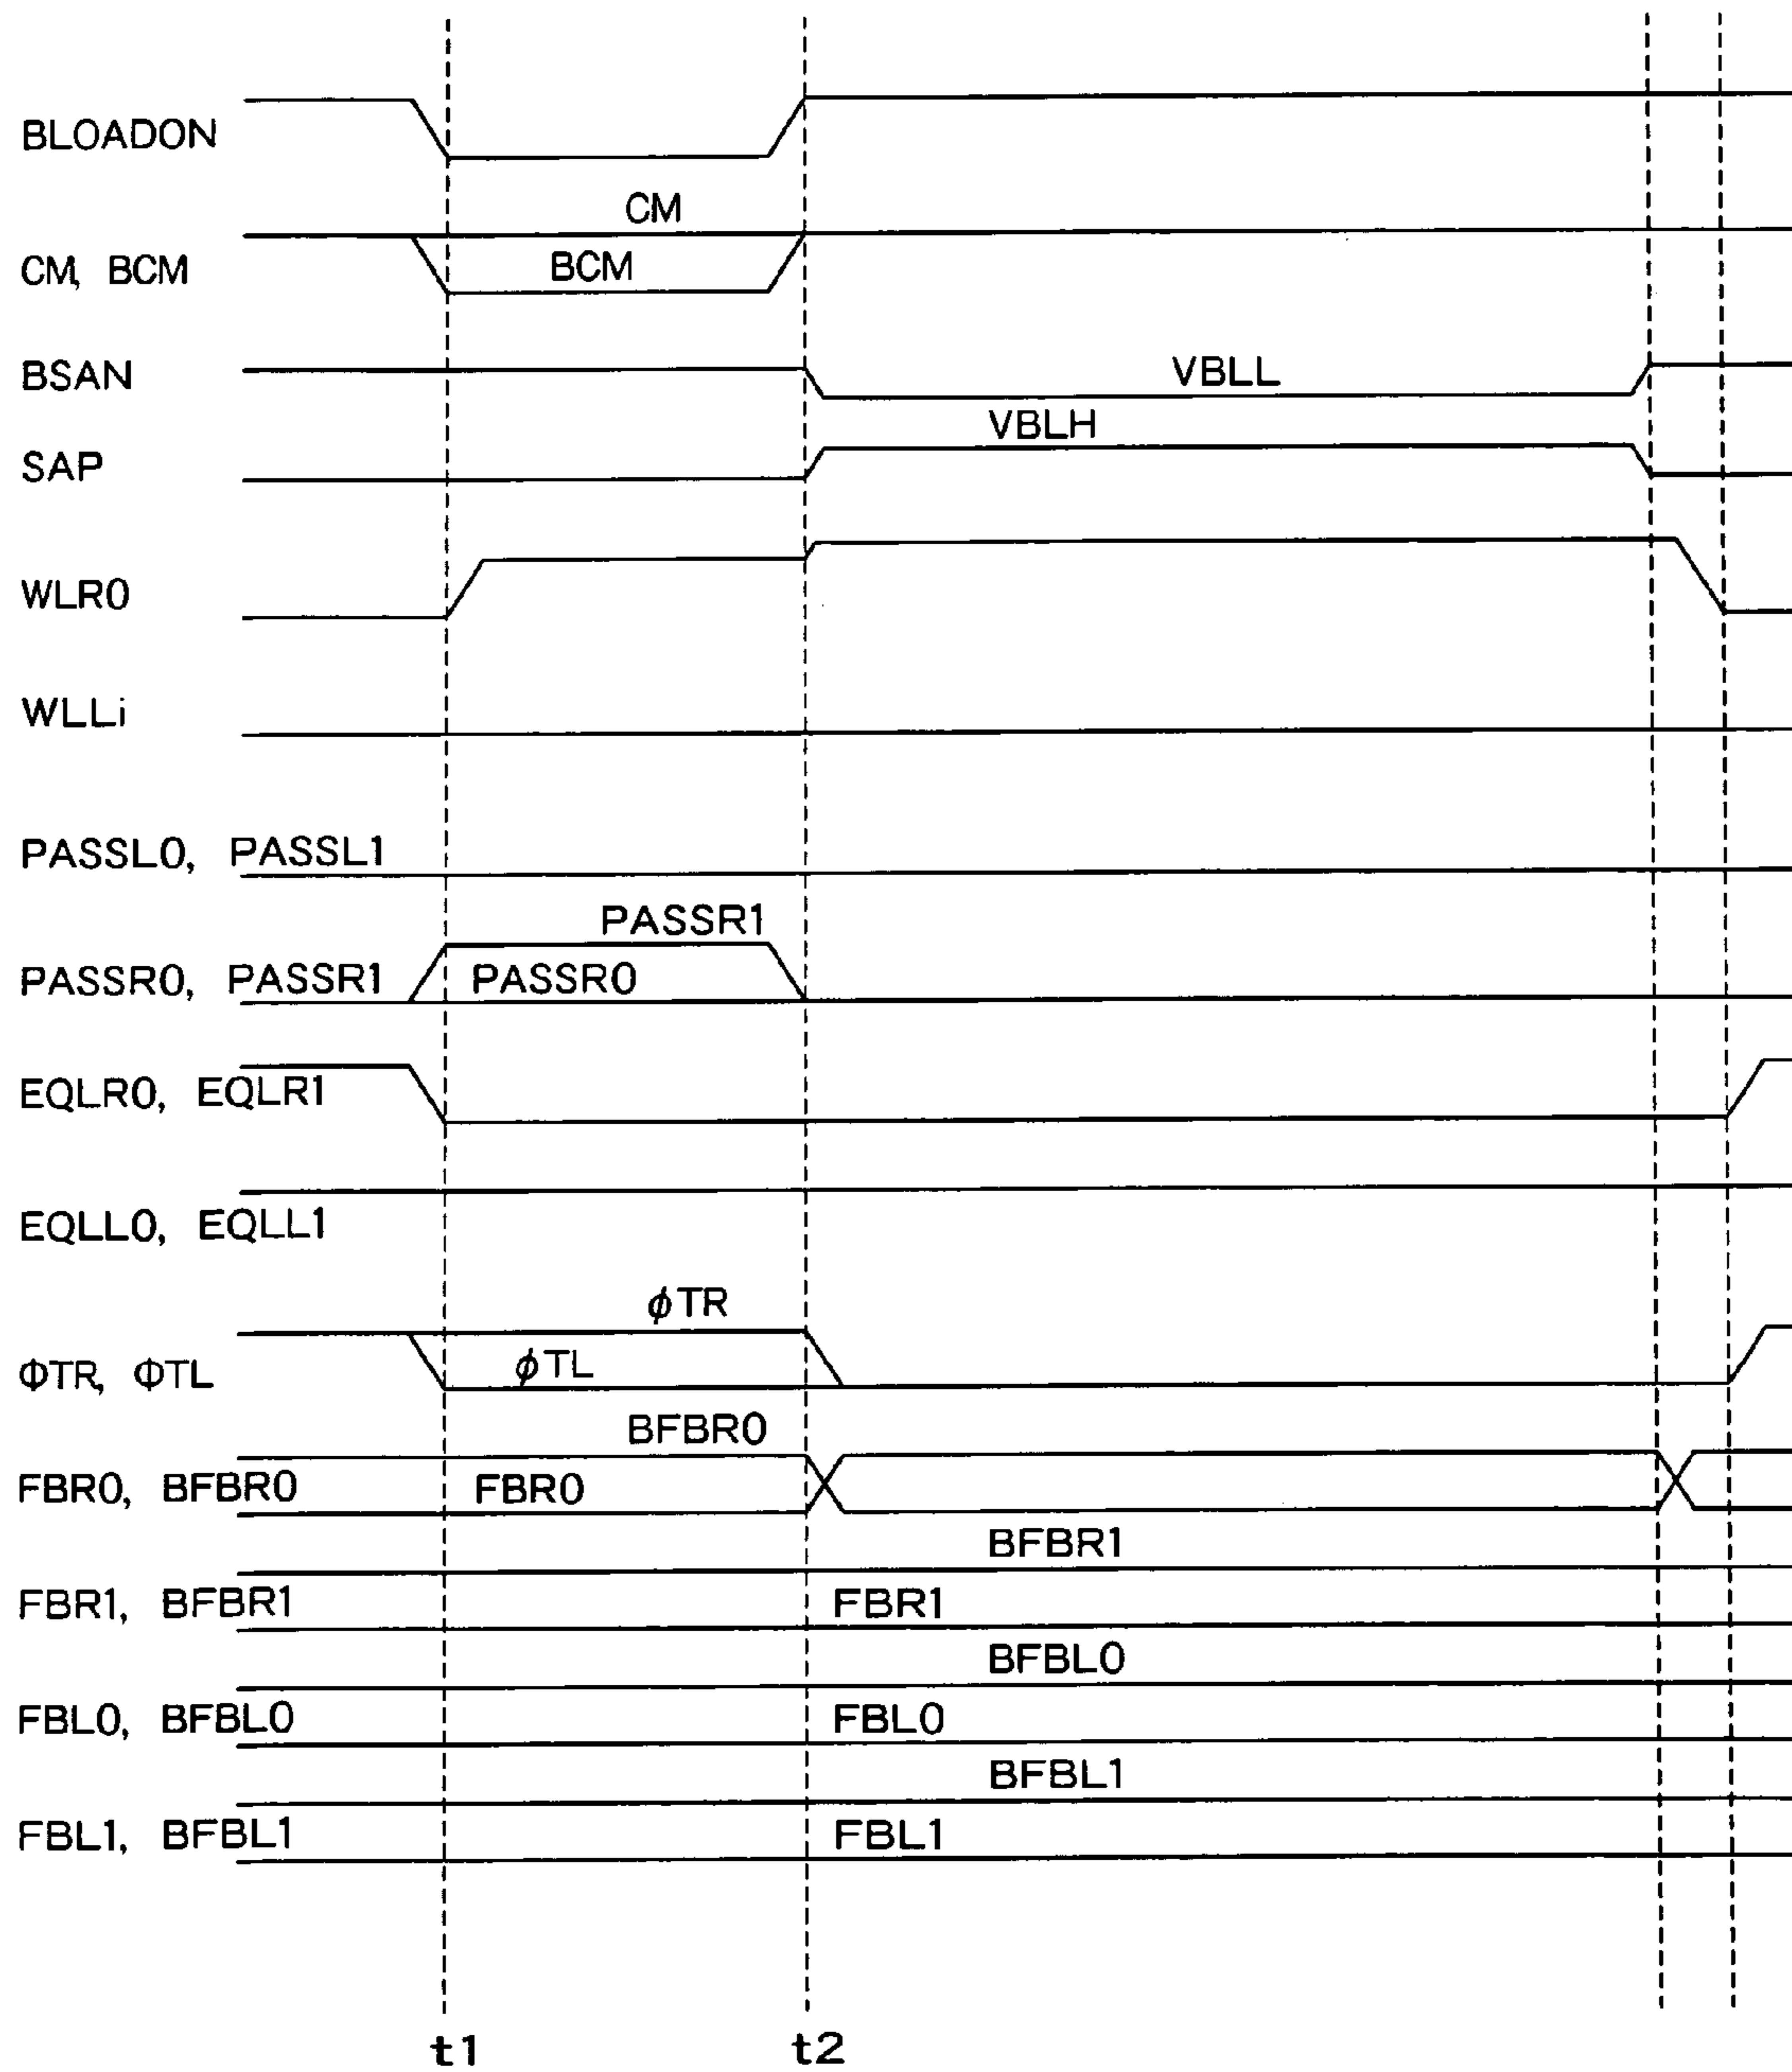 BLOADON
CM
CM, BCM
BCM
BSAN
VBLL
VBLH
SAP
WLR0
WLLi
PASSL0, PASSL1
PASSR1
PASSR0, PASSR1
PASSR0
EQLR0, EQLR1
EQLL0, EQLL1
ϕTR
ΦTR, ΦTL
ϕTL
BFBR0
FBR0, BFBR0
FBR0
BFBR1
FBR1, BFBR1
FBR1
BFBL0
FBL0, BFBL0
FBL0
BFBL1
FBL1, BFBL1
FBL1
t1
t2